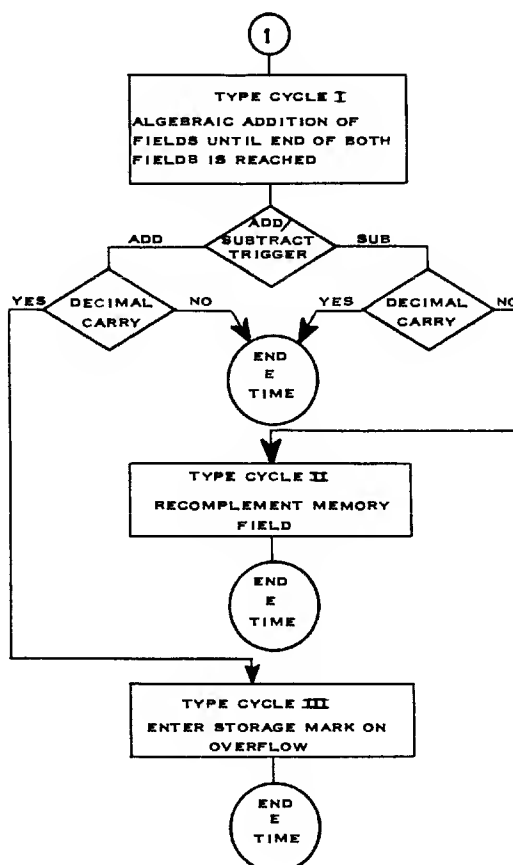 I
TYPE CYCLE I
ALGEBRAIC ADDITION OF
FIELDS UNTIL END OF BOTH
FIELDS IS REACHED
ADD/
SUBTRACT
TRIGGER
ADD
SUB
YES
DECIMAL
CARRY
NO
YES
DECIMAL
CARRY
NO
END
E
TIME
TYPE CYCLE II
RECOMPLEMENT MEMORY
FIELD
END
E
TIME
TYPE CYCLE III
ENTER STORAGE MARK ON
OVERFLOW
END
E
TIME